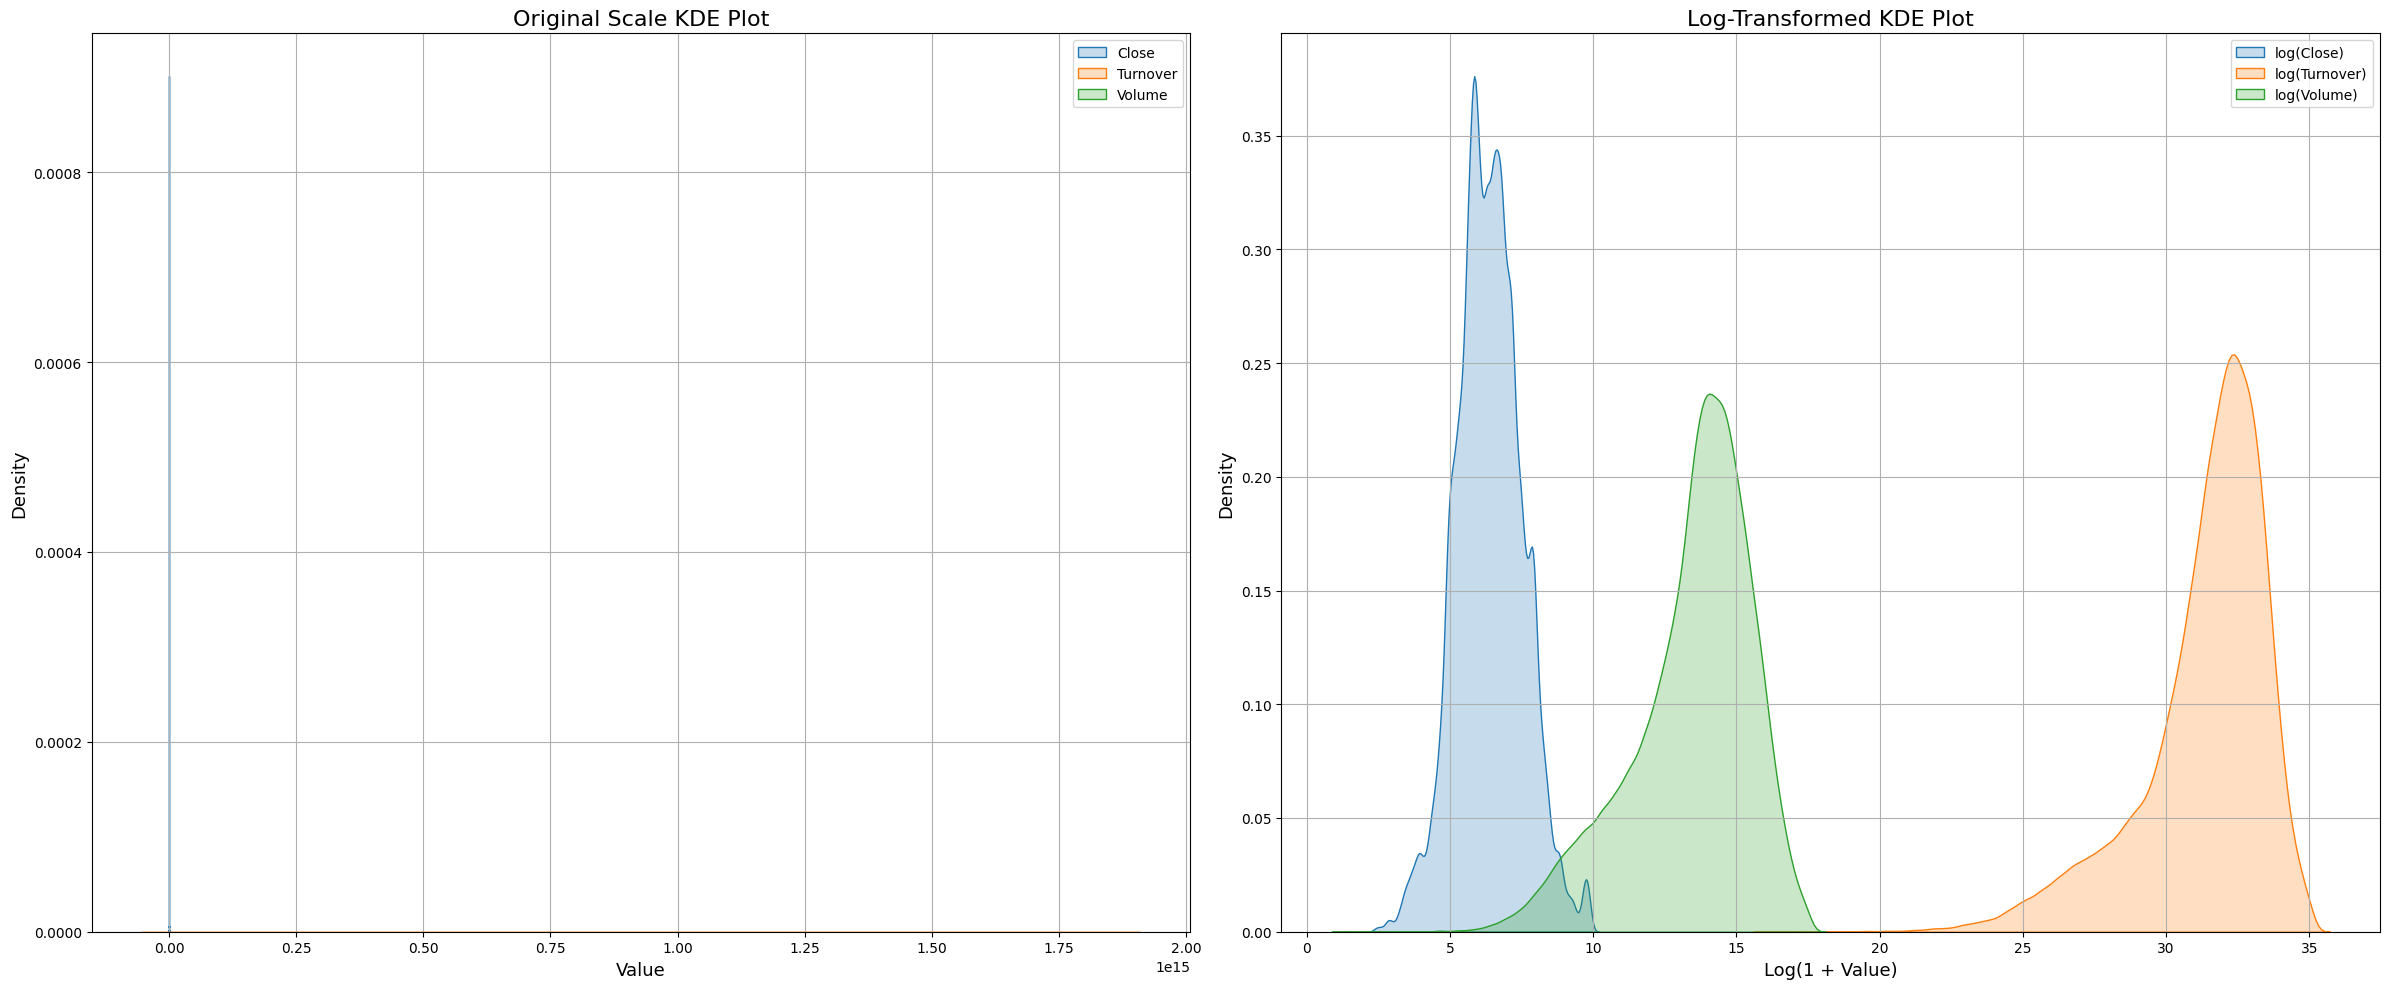 Original Scale KDE Plot
Close
Turnover
Volume
0.0008
0.0006
0.0004
0.0002
0.0000
Density
0.00 0.25 0.50 0.75 1.00 1.25 1.50 1.75 2.00
1e15
Value
Log-Transformed KDE Plot
log(Close)
log(Turnover)
log(Volume)
0.35
0.30
0.25
0.20
0.15
0.10
0.05
0.00
Density
0 5 10 15 20 25 30 35
Log(1 + Value)